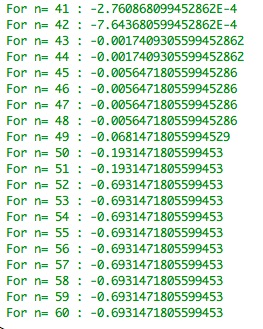 For n= 41 : -2.760868099452862E-4
For n= 42 : -7.643680599452862E-4
For n= 43 : -0.0017409305599452862
For n= 44 : -0.0017409305599452862
For n= 45 : -0.005647180559945286
For n= 46 : -0.005647180559945286
For n= 47 : -0.005647180559945286
For n= 48 : -0.005647180559945286
For n= 49 : -0.06814718055994529
For n= 50 : -0.1931471805599453
For n= 51 : -0.1931471805599453
For n= 52 : -0.6931471805599453
For n= 53 : -0.6931471805599453
For n= 54 : -0.6931471805599453
For n= 55 : -0.6931471805599453
For n= 56 : -0.6931471805599453
For n= 57 : -0.6931471805599453
For n= 58 : -0.6931471805599453
For n= 59 : -0.6931471805599453
For n= 60 : -0.6931471805599453